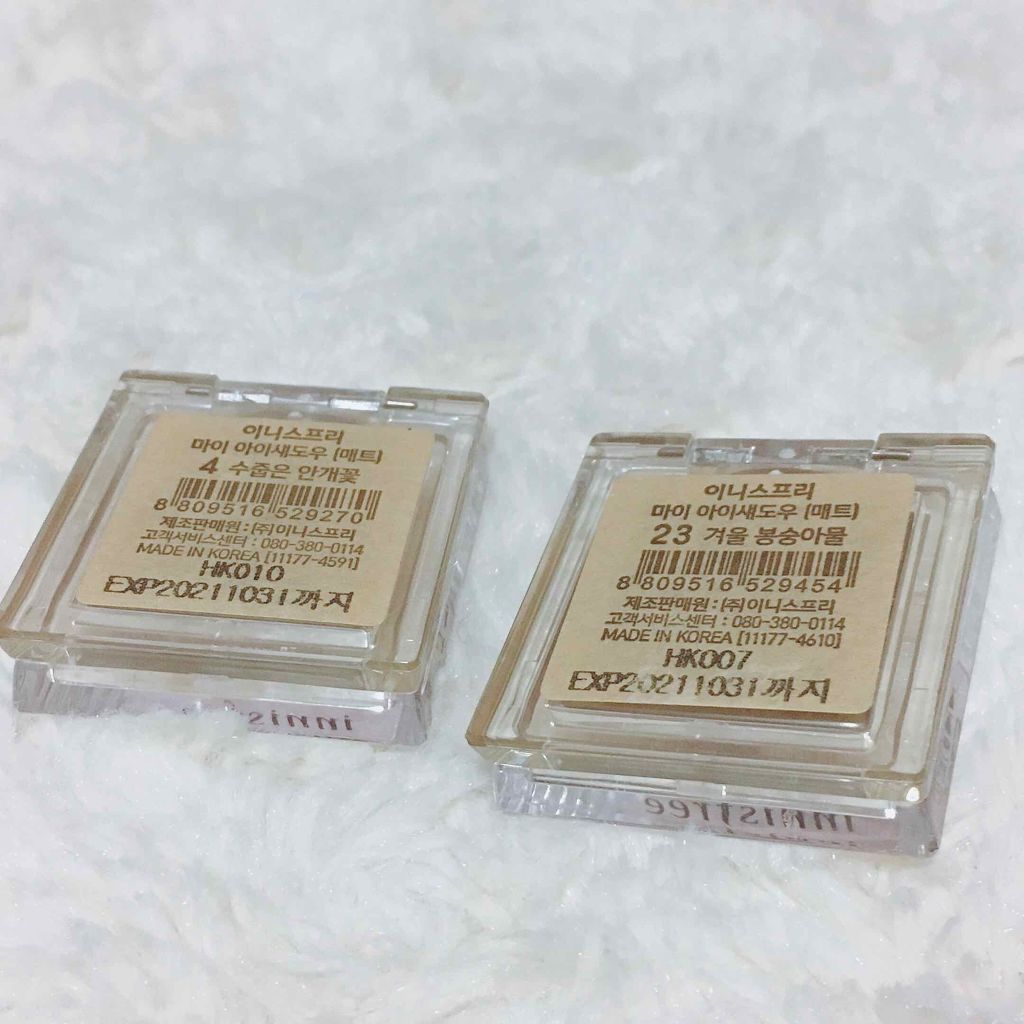 이니스프리
마이 아이섀도우 (매트)
4 수줍은 안개꽃
8 809516 529270
제조판매원 : (주)이니스프리
고객서비스센터 : 080-380-0114
MADE IN KOREA [11177-4591]
HK010
EXP20211031까지
이니스프리
마이 아이섀도우 (매트)
23 겨울 봉숭아물
8 809516 529454
제조판매원 : (주)이니스프리
고객서비스센터 : 080-380-0114
MADE IN KOREA [11177-4610]
HK007
EXP20211031까지
innisfree